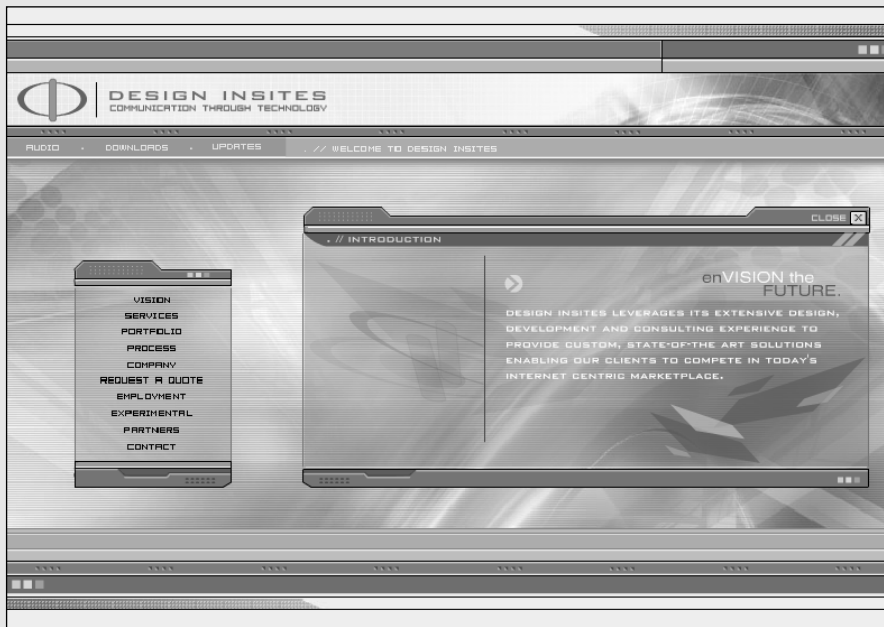 DESIGN INSITES
COMMUNICATION THROUGH TECHNOLOGY
AUDIO . DOWNLOADS . UPDATES . // WELCOME TO DESIGN INSITES
CLOSE X
. // INTRODUCTION
VISION
SERVICES
PORTFOLIO
PROCESS
COMPANY
REQUEST A QUOTE
EMPLOYMENT
EXPERIMENTAL
PARTNERS
CONTACT
enVISION the
FUTURE.
DESIGN INSITES LEVERAGES ITS EXTENSIVE DESIGN,
DEVELOPMENT AND CONSULTING EXPERIENCE TO
PROVIDE CUSTOM, STATE-OF-THE ART SOLUTIONS
ENABLING OUR CLIENTS TO COMPETE IN TODAY'S
INTERNET CENTRIC MARKETPLACE.